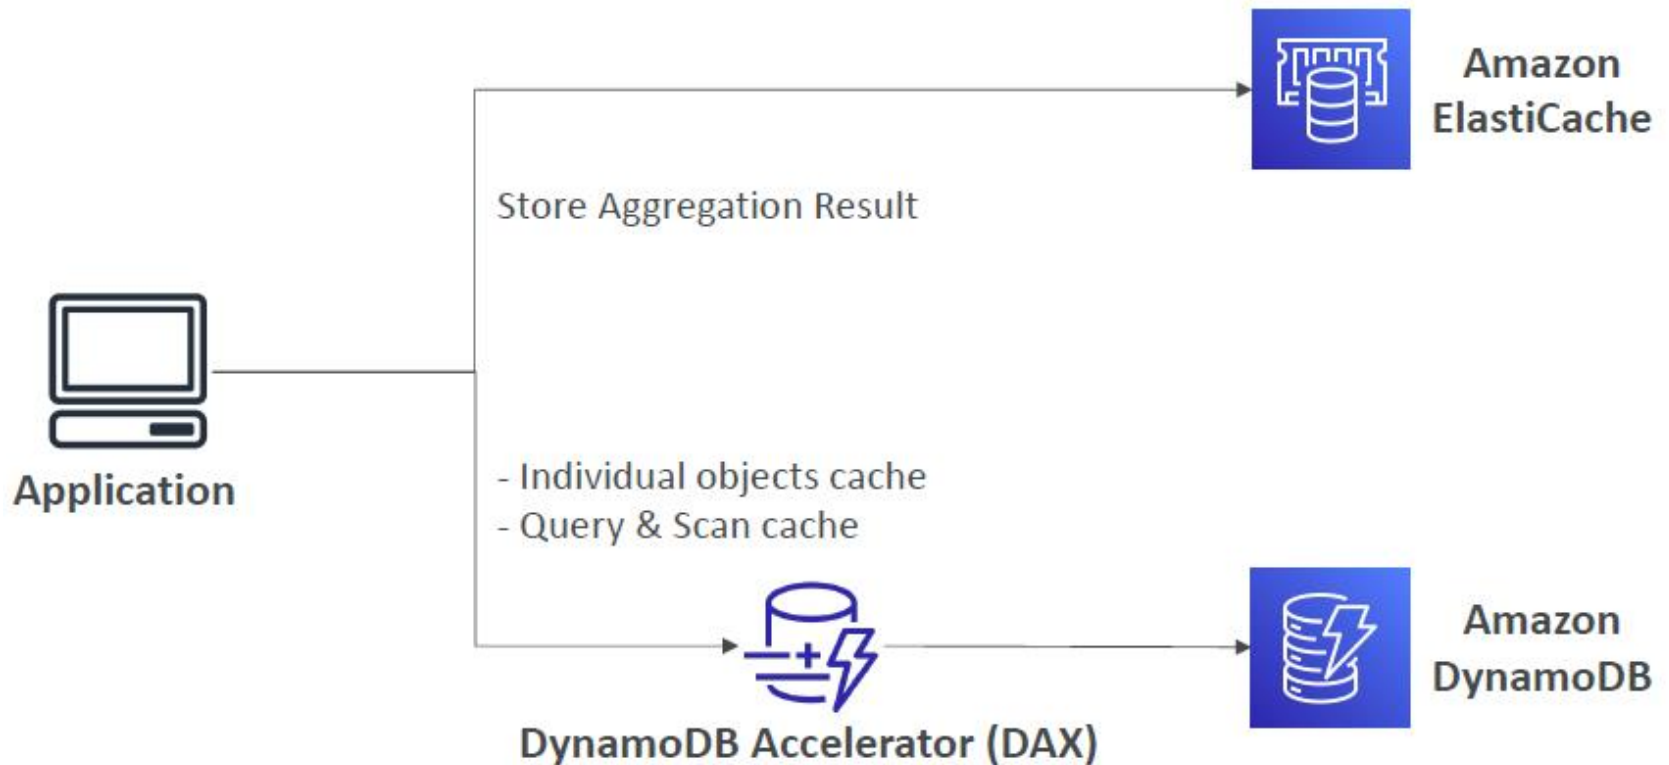 Amazon
ElastiCache
Store Aggregation Result
Application
- Individual objects cache
- Query & Scan cache
Amazon
DynamoDB
DynamoDB Accelerator (DAX)